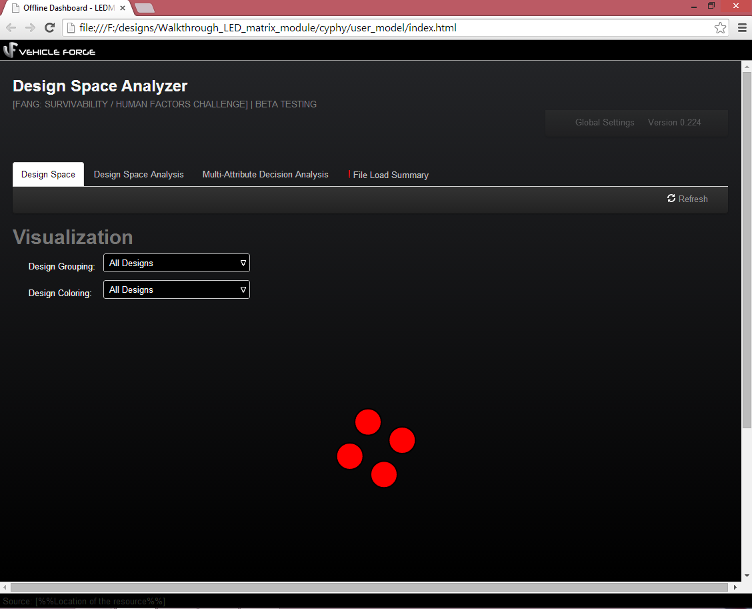 Offline Dashboard - LEDM
file:///F:/designs/Walkthrough_LED_matrix_module/cyphy/user_model/index.html
VF VEHICLE FORGE
Design Space Analyzer
[FANG: SURVIVABILITY / HUMAN FACTORS CHALLENGE] | BETA TESTING
Global Settings Version 0.224
Design Space Design Space Analysis Multi-Attribute Decision Analysis ! File Load Summary
Refresh
Visualization
Design Grouping: All Designs
Design Coloring: All Designs
Source: [%%Location of the resource%%]